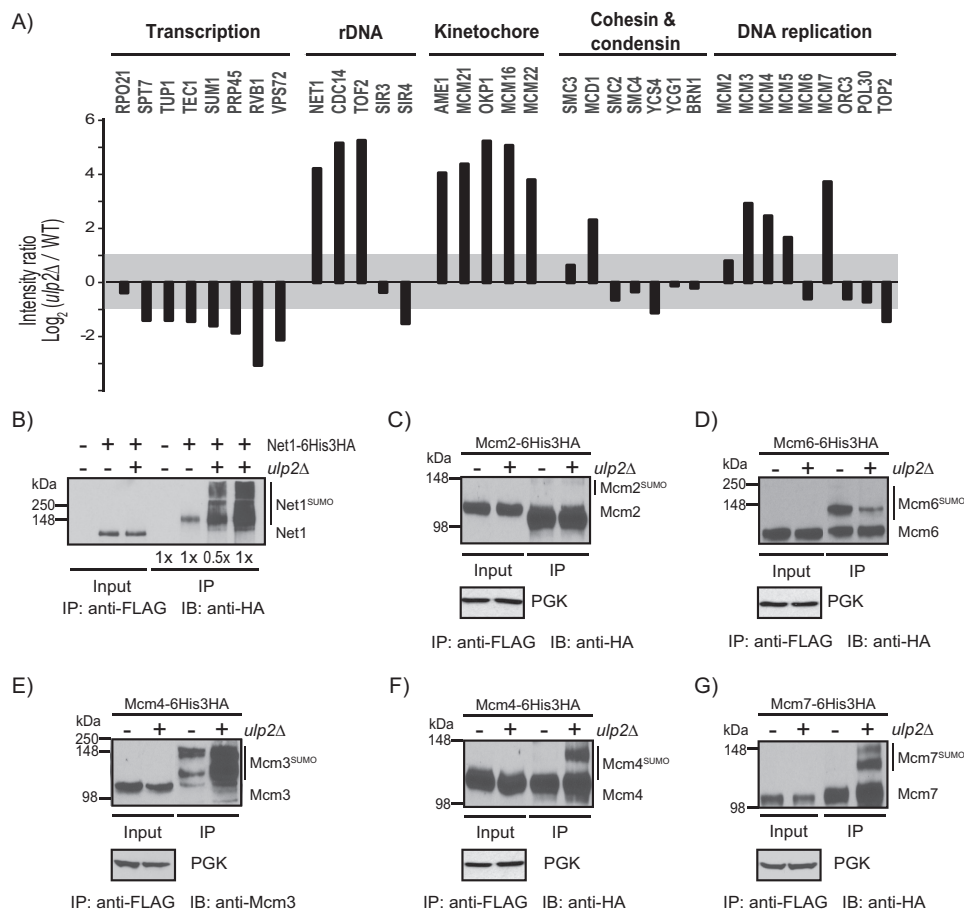 A)
Transcription rDNA Kinetochore Cohesin & condensin DNA replication
RPO21 SPT7 TUP1 TEC1 SUM1 PRP45 RVB1 VPS72 NET1 CDC14 TOF2 SIR3 SIR4 AME1 MCM21 OKP1 MCM16 MCM22 SMC3 MCD1 SMC2 SMC4 YCS4 YCG1 BRN1 MCM2 MCM3 MCM4 MCM5 MCM6 MCM7 ORC3 POL30 TOP2
Intensity ratio
Log2 (ulp2Δ / WT)
6
4
2
0
-2
-4
B)
- + + - + + + Net1-6His3HA
- - + - - + + ulp2Δ
kDa
250
148
Net1SUMO
Net1
1x 1x 0.5x 1x
Input IP
IP: anti-FLAG IB: anti-HA
C)
Mcm2-6His3HA
kDa - + - + ulp2Δ
148
98
Mcm2SUMO
Mcm2
Input IP
PGK
IP: anti-FLAG IB: anti-HA
D)
Mcm6-6His3HA
kDa - + - + ulp2Δ
250
148
98
Mcm6SUMO
Mcm6
Input IP
PGK
IP: anti-FLAG IB: anti-HA
E)
Mcm4-6His3HA
kDa - + - + ulp2Δ
250
148
98
Mcm3SUMO
Mcm3
Input IP
PGK
IP: anti-FLAG IB: anti-Mcm3
F)
Mcm4-6His3HA
kDa - + - + ulp2Δ
148
98
Mcm4SUMO
Mcm4
Input IP
PGK
IP: anti-FLAG IB: anti-HA
G)
Mcm7-6His3HA
kDa - + - + ulp2Δ
148
98
Mcm7SUMO
Mcm7
Input IP
PGK
IP: anti-FLAG IB: anti-HA